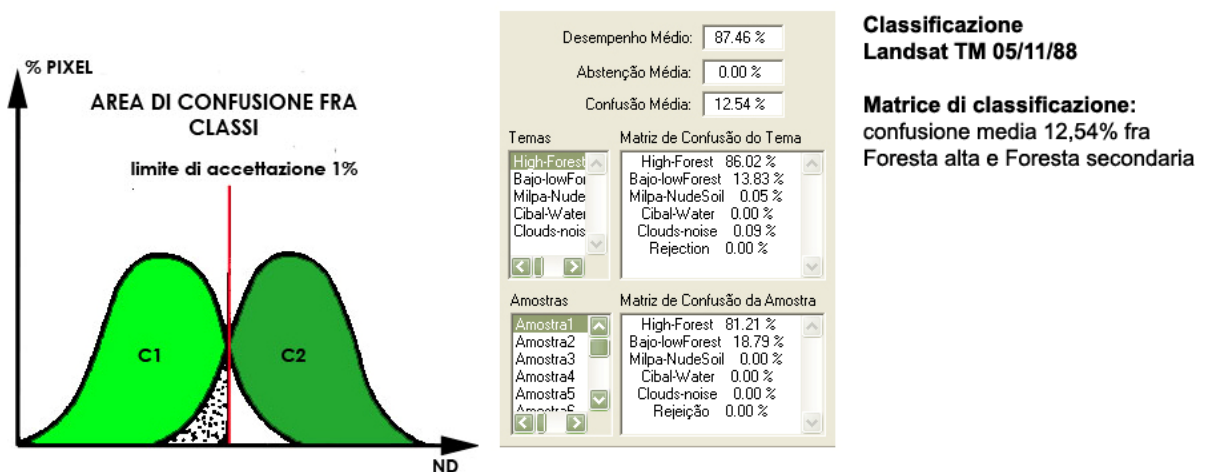 % PIXEL
AREA DI CONFUSIONE FRA
CLASSI
limite di accettazione 1%
C1
C2
ND
Desempenho Médio: 87.46 %
Abstenção Média: 0.00 %
Confusão Média: 12.54 %
Temas
High-Forest
Bajo-lowFor
Milpa-Nude
Cibal-Water
Clouds-nois
Matriz de Confusão do Tema
High-Forest 86.02 %
Bajo-lowForest 13.83 %
Milpa-NudeSoil 0.05 %
Cibal-Water 0.00 %
Clouds-noise 0.09 %
Rejection 0.00 %
Amostras
Amostra1
Amostra2
Amostra3
Amostra4
Amostra5
Amostra6
Matriz de Confusão da Amostra
High-Forest 81.21 %
Bajo-lowForest 18.79 %
Milpa-NudeSoil 0.00 %
Cibal-Water 0.00 %
Clouds-noise 0.00 %
Rejeição 0.00 %
Classificazione
Landsat TM 05/11/88
Matrice di classificazione:
confusione media 12,54% fra
Foresta alta e Foresta secondaria